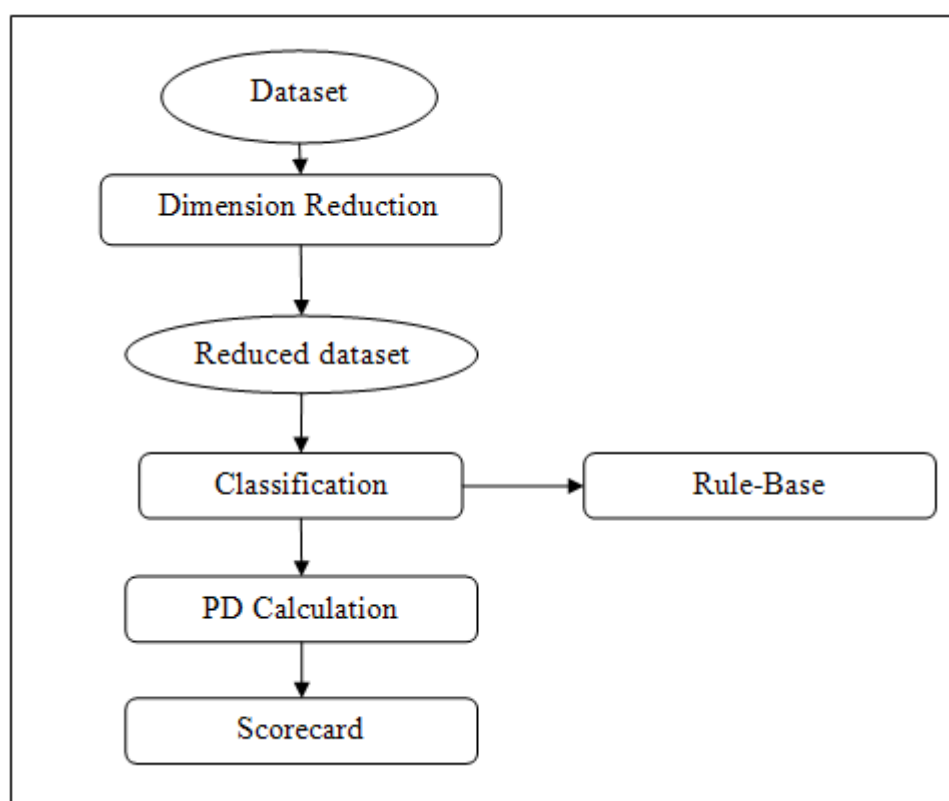 Dataset
Dimension Reduction
Reduced dataset
Classification
Rule-Base
PD Calculation
Scorecard